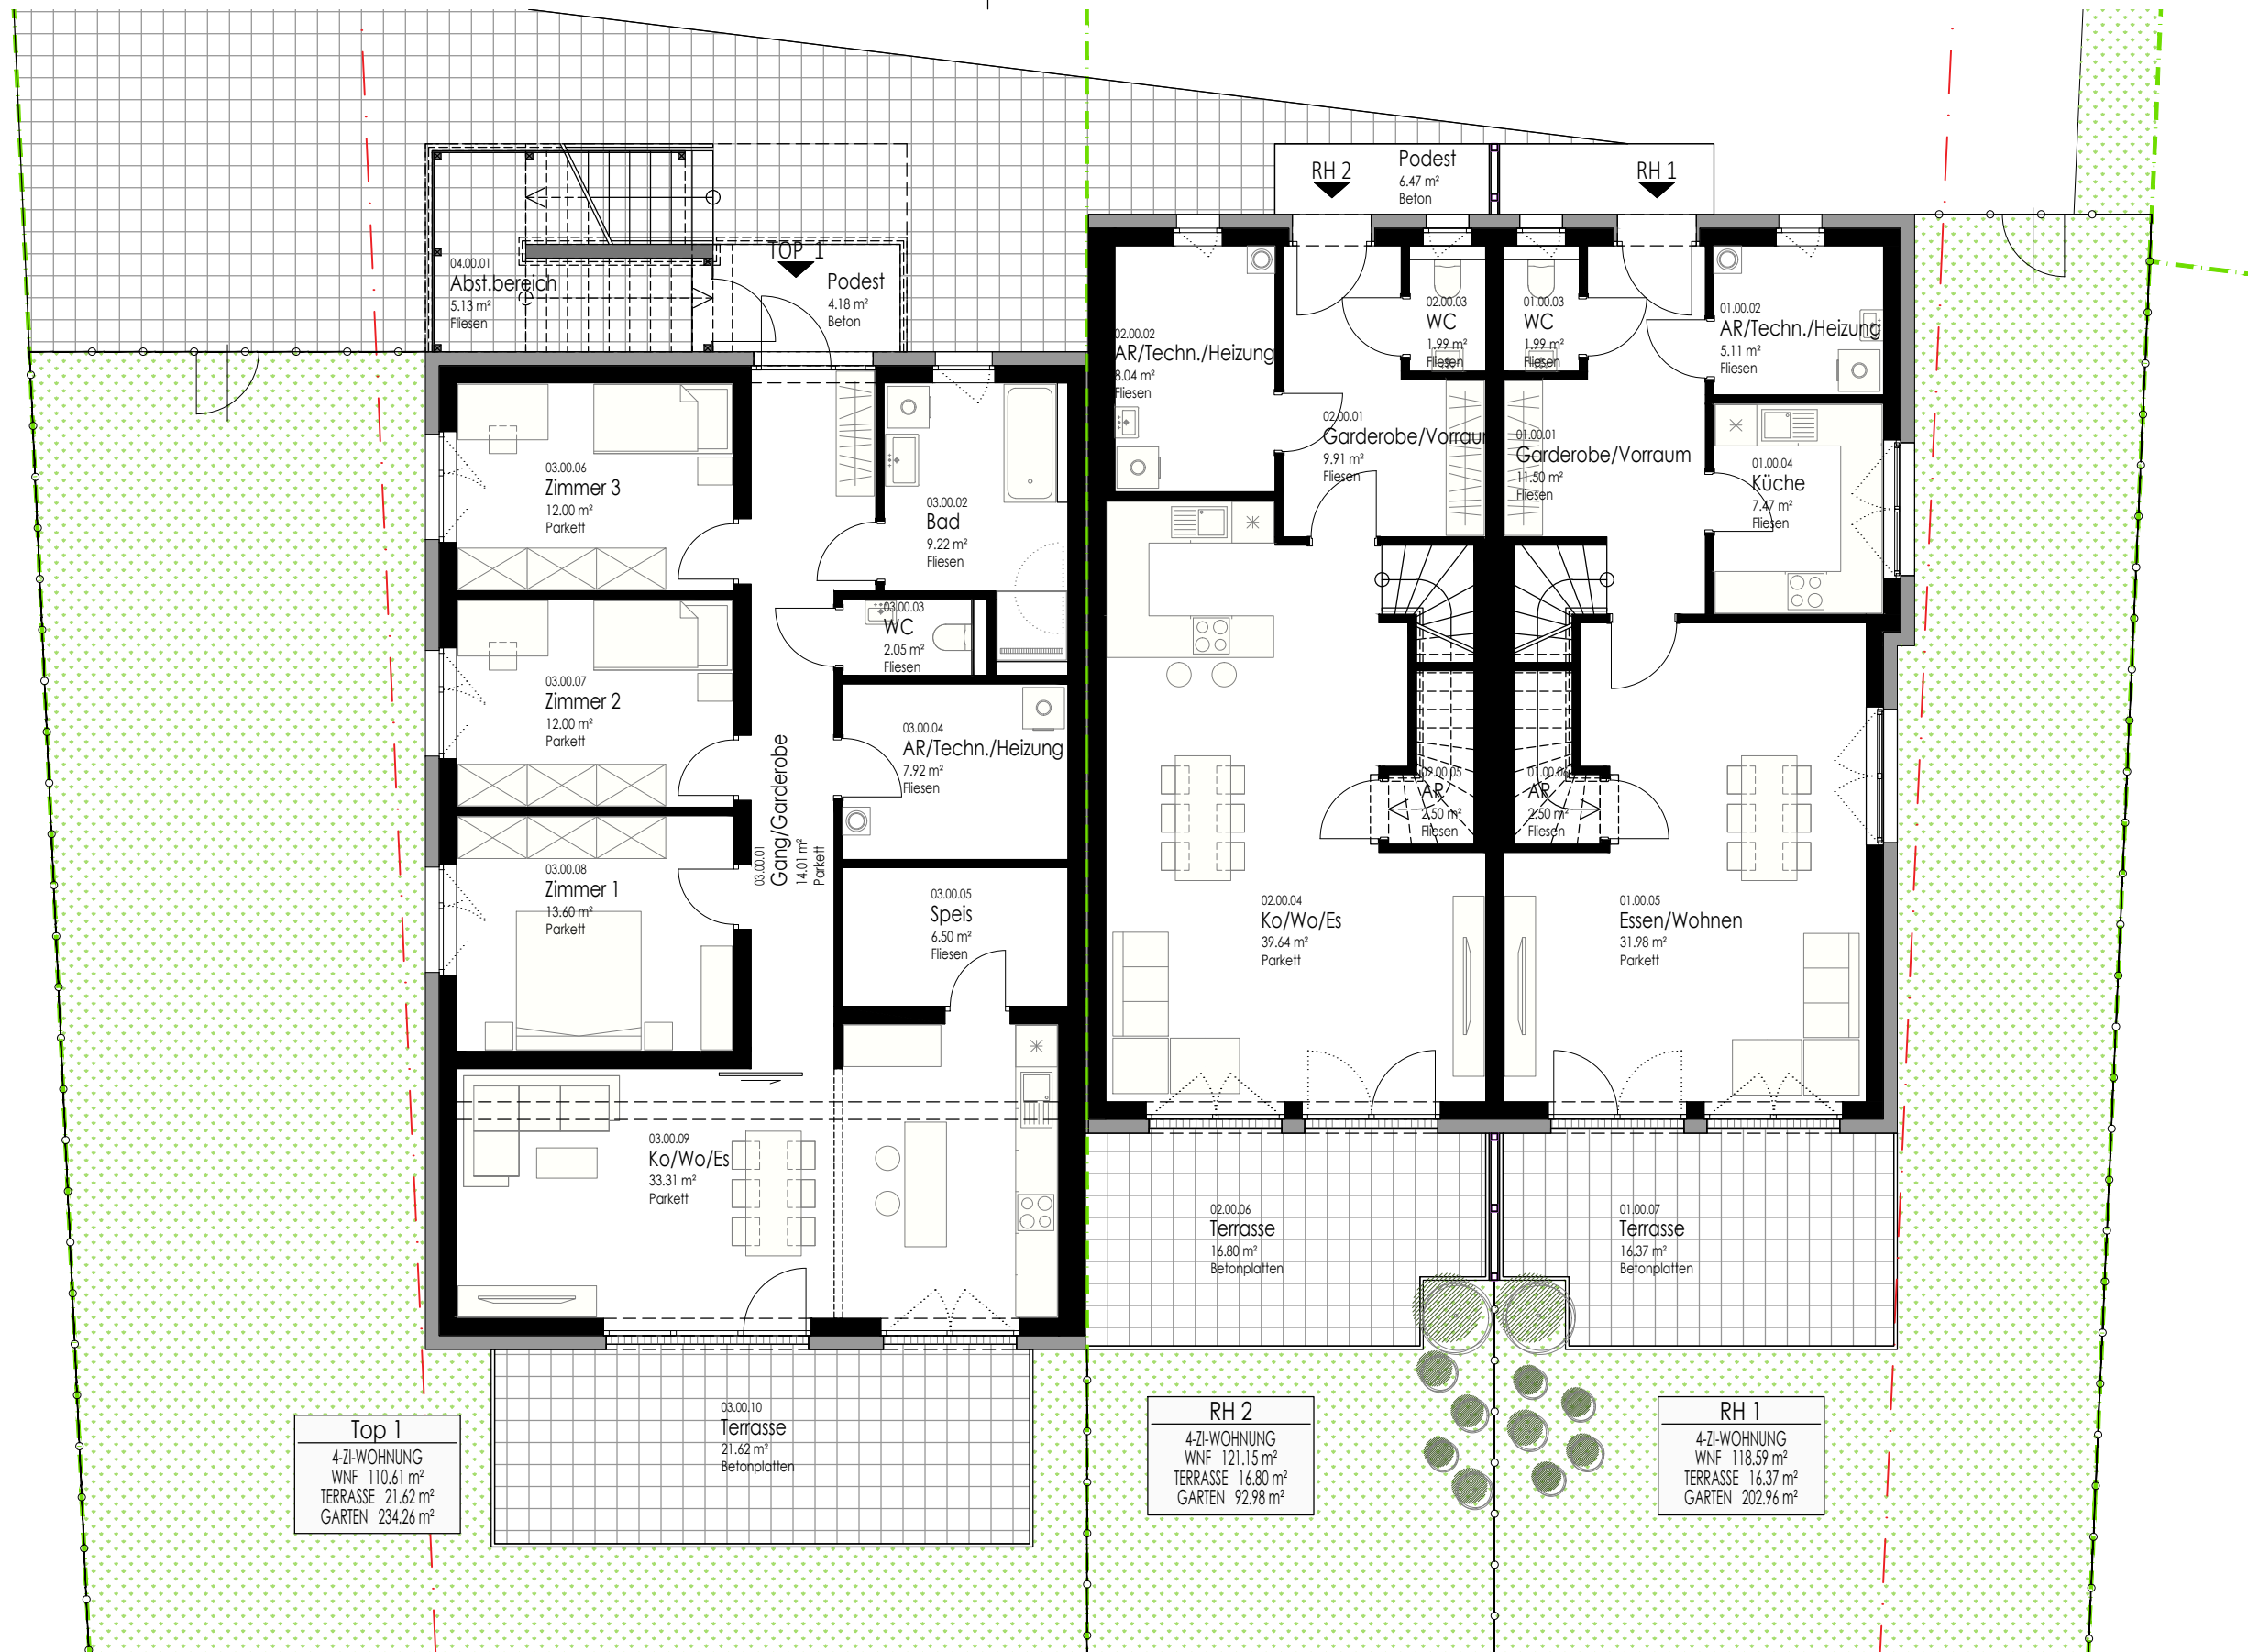 RH 2
Podest
6.47 m²
Beton
RH 1
TOP 1
Podest
4.18 m²
Beton
04.00.01
Abst.bereich
5.13 m²
Fliesen
03.00.06
Zimmer 3
12.00 m²
Parkett
03.00.02
Bad
9.22 m²
Fliesen
03.00.03
WC
2.05 m²
Fliesen
03.00.07
Zimmer 2
12.00 m²
Parkett
03.00.04
AR/Techn./Heizung
7.92 m²
Fliesen
03.00.01
Gang/Garderobe
14.01 m²
Parkett
03.00.08
Zimmer 1
13.60 m²
Parkett
03.00.05
Speis
6.50 m²
Fliesen
03.00.09
Ko/Wo/Es
33.31 m²
Parkett
03.00.10
Terrasse
21.62 m²
Betonplatten
02.00.02
AR/Techn./Heizung
8.04 m²
Fliesen
02.00.03
WC
1.99 m²
Fliesen
02.00.01
Garderobe/Vorraum
9.91 m²
Fliesen
02.00.05
AR
2.50 m²
Fliesen
02.00.04
Ko/Wo/Es
39.64 m²
Parkett
02.00.06
Terrasse
16.80 m²
Betonplatten
01.00.03
WC
1.99 m²
Fliesen
01.00.02
AR/Techn./Heizung
5.11 m²
Fliesen
01.00.01
Garderobe/Vorraum
11.50 m²
Fliesen
01.00.04
Küche
7.47 m²
Fliesen
01.00.06
AR
2.50 m²
Fliesen
01.00.05
Essen/Wohnen
31.98 m²
Parkett
01.00.07
Terrasse
16.37 m²
Betonplatten
Top 1
4-ZI-WOHNUNG
WNF 110.61 m²
TERRASSE 21.62 m²
GARTEN 234.26 m²
RH 2
4-ZI-WOHNUNG
WNF 121.15 m²
TERRASSE 16.80 m²
GARTEN 92.98 m²
RH 1
4-ZI-WOHNUNG
WNF 118.59 m²
TERRASSE 16.37 m²
GARTEN 202.96 m²